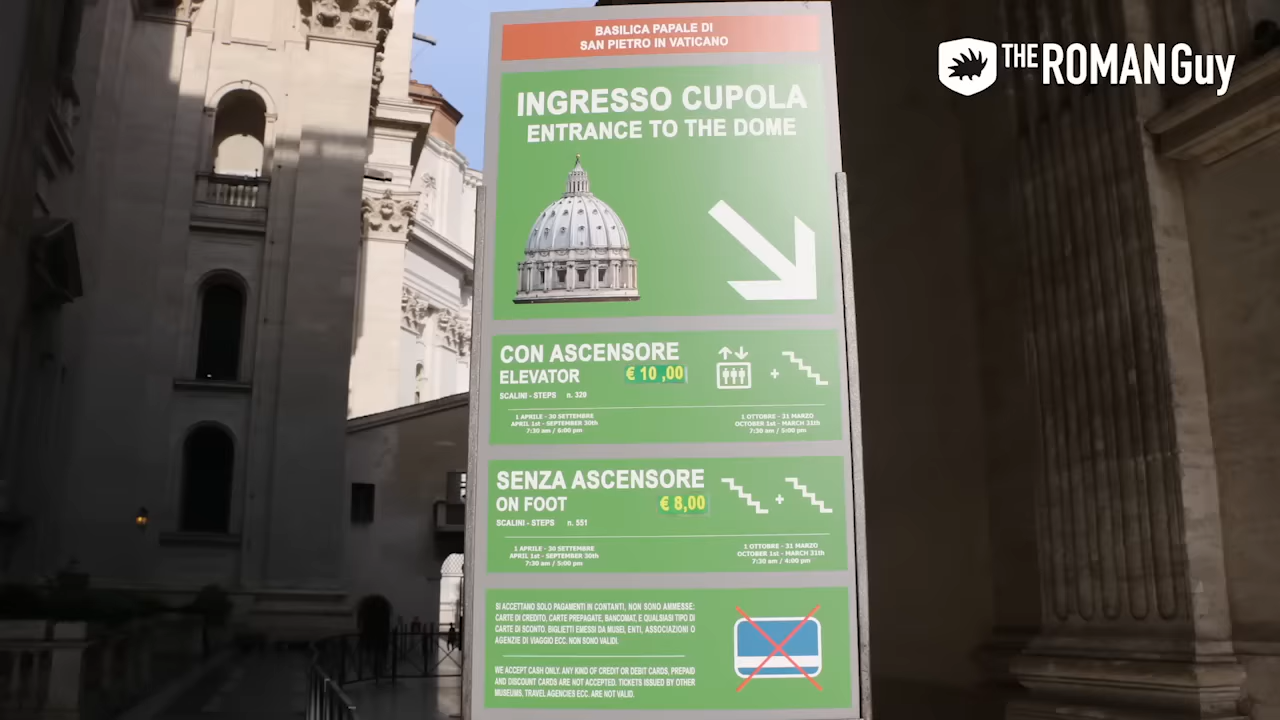 THE ROMAN Guy
BASILICA PAPALE DI
SAN PIETRO IN VATICANO
INGRESSO CUPOLA
ENTRANCE TO THE DOME
CON ASCENSORE
ELEVATOR € 10 ,00
SCALINI - STEPS n. 320
1 APRILE - 30 SETTEMBRE
APRIL 1st - SEPTEMBER 30th
7:30 am / 6:00 pm
1 OTTOBRE - 31 MARZO
OCTOBER 1st - MARCH 31th
7:30 am / 5:00 pm
SENZA ASCENSORE
ON FOOT € 8,00
SCALINI - STEPS n. 551
1 APRILE - 30 SETTEMBRE
APRIL 1st - SEPTEMBER 30th
7:30 am / 5:00 pm
1 OTTOBRE - 31 MARZO
OCTOBER 1st - MARCH 31th
7:30 am / 4:00 pm
SI ACCETTANO SOLO PAGAMENTI IN CONTANTI, NON SONO AMMESSE:
CARTE DI CREDITO, CARTE PREPAGATE, BANCOMAT, E QUALSIASI TIPO DI
CARTE DI SCONTO. BIGLIETTI EMESSI DA MUSEI, ENTI, ASSOCIAZIONI O
AGENZIE DI VIAGGIO ECC. NON SONO VALIDI.
WE ACCEPT CASH ONLY. ANY KIND OF CREDIT OR DEBIT CARDS, PREPAID
AND DISCOUNT CARDS ARE NOT ACCEPTED. TICKETS ISSUED BY OTHER
MUSEUMS, TRAVEL AGENCIES ECC. ARE NOT VALID.